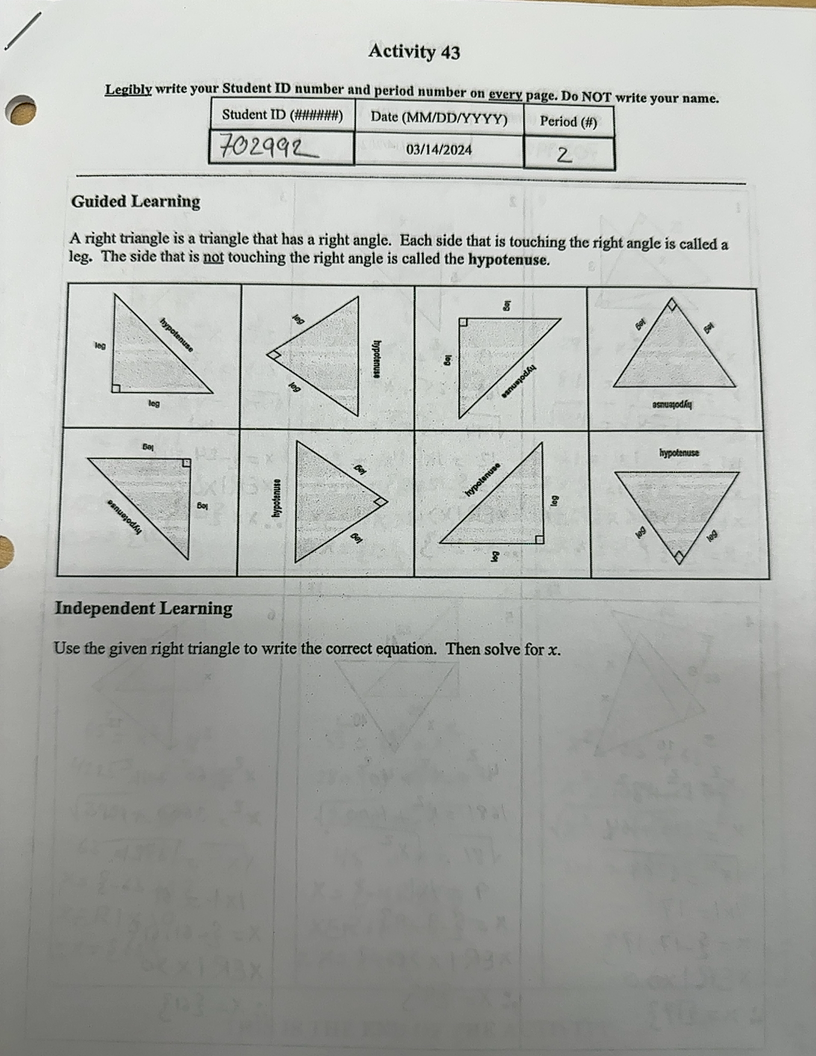 Activity 43
Legibly write your Student ID number and period number on every page. Do NOT write your name.
Student ID (######) Date (MM/DD/YYYY) Period (#)
702992 03/14/2024 2
Guided Learning
A right triangle is a triangle that has a right angle. Each side that is touching the right angle is called a
leg. The side that is not touching the right angle is called the hypotenuse.
leg hypotenuse leg
leg hypotenuse leg
leg leg hypotenuse
leg leg hypotenuse
leg leg hypotenuse
hypotenuse leg leg
hypotenuse leg leg
hypotenuse leg leg
Independent Learning
Use the given right triangle to write the correct equation. Then solve for x.